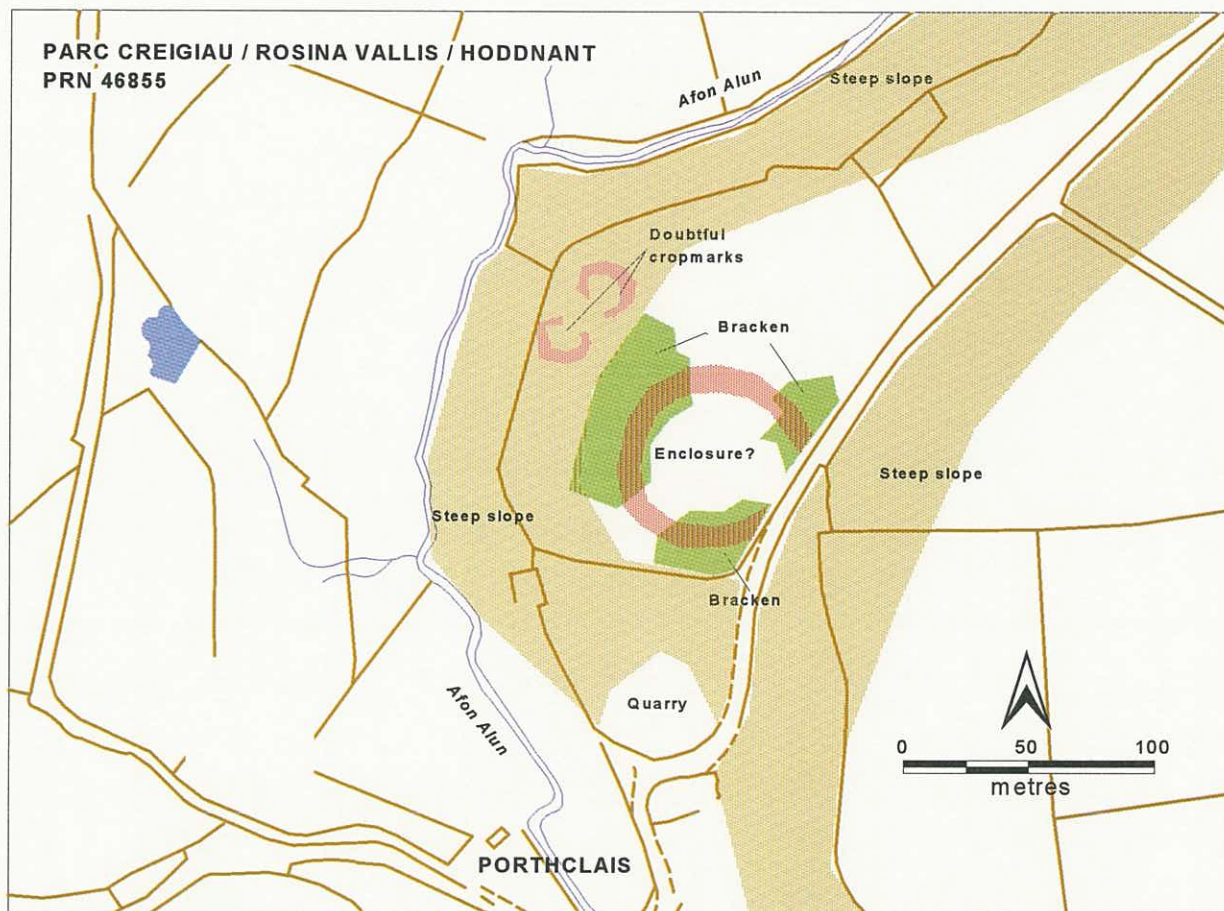 PARC CREIGIAU / ROSINA VALLIS / HODDNANT
PRN 46855
Afon Alun
Steep slope
Doubtful
cropmarks
Bracken
Enclosure?
Steep slope
Steep slope
Bracken
Afon Alun
Quarry
0 50 100
metres
PORTHCLAIS